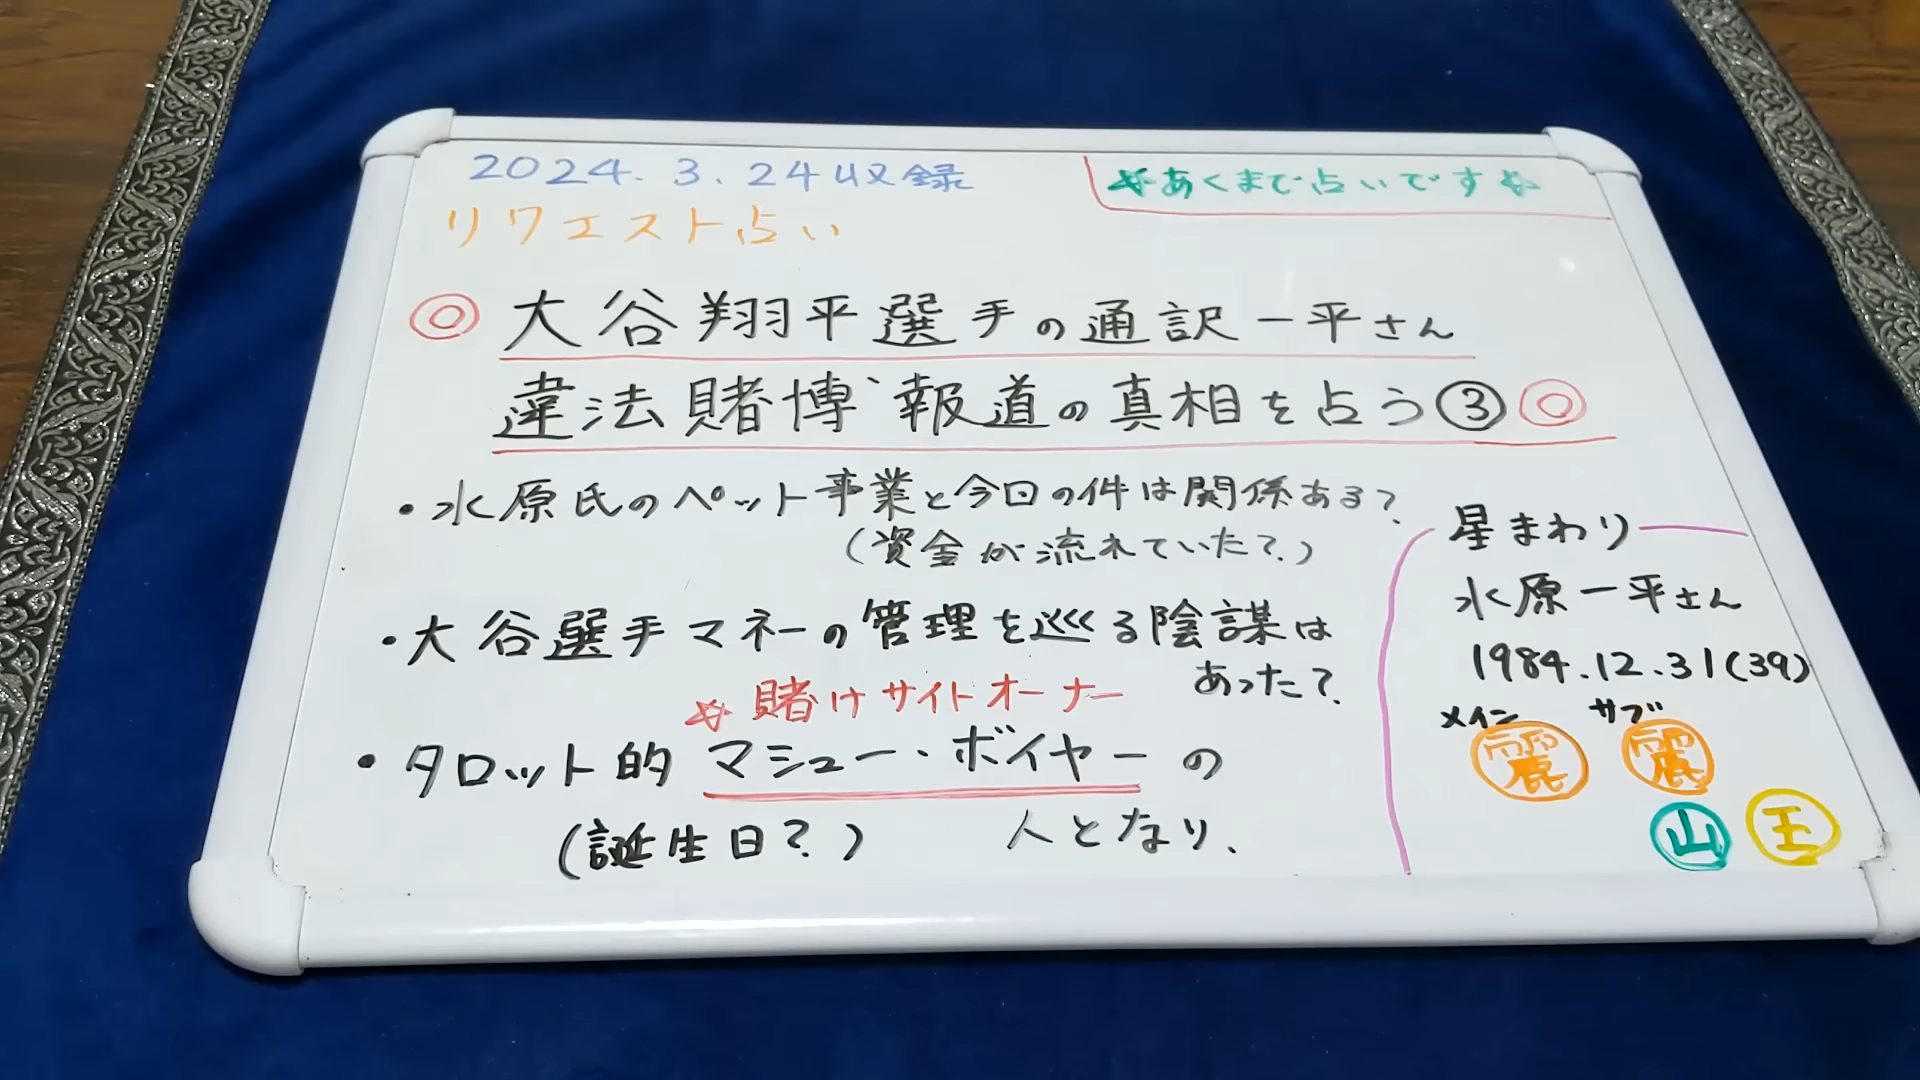 2024.3.24収録
☆あくまで占いです☆
リクエスト占い
◎大谷翔平選手の通訳一平さん
違法賭博報道の真相を占う③◎
・水原氏のペット事業と今回の件は関係ある?
(資金が流れていた?)
・大谷選手マネーの管理を巡る陰謀は
あった?
☆賭けサイトオーナー
・タロット的マシュー・ボイヤーの
(誕生日?)人となり、
星まわり
水原一平さん
1984.12.31(39)
メイン サブ
麗 麗
山 玉